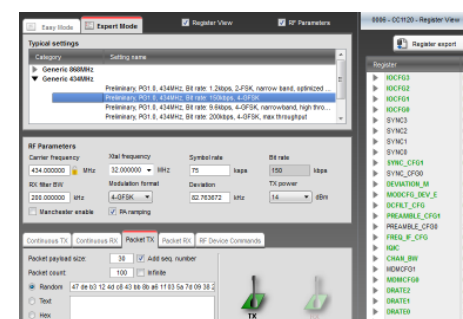 Easy Mode Expert Mode Register View RF Parameters
0006 - CC1120 - Register View
Typical settings
Register export
Category Setting name
Generic 868MHz
Generic 434MHz
Preliminary, PG1.0, 434MHz, Bit rate: 1.2kbps, 2-FSK, narrow band, optimized ...
Preliminary, PG1.0, 434MHz, Bit rate: 150kbps, 4-GFSK
Preliminary, PG1.0, 434MHz, Bit rate: 9.6kbps, 4-GFSK, narrowband, high thro...
Preliminary, PG1.0, 434MHz, Bit rate: 200kbps, 4-GFSK, max throughput
Register
IOCFG3
IOCFG2
IOCFG1
IOCFG0
SYNC3
SYNC2
SYNC1
SYNC0
SYNC_CFG1
SYNC_CFG0
DEVIATION_M
MODCFG_DEV_E
DCFILT_CFG
PREAMBLE_CFG1
PREAMBLE_CFG0
FREQ_IF_CFG
IQIC
CHAN_BW
MDMCFG1
MDMCFG0
DRATE2
DRATE1
DRATE0
RF Parameters
Carrier frequency Xtal frequency Symbol rate Bit rate
434.000000 MHz 32.000000 MHz 75 ksps 150 kbps
RX filter BW Modulation format Deviation TX power
200.000000 kHz 4-GFSK 82.763672 kHz 14 dBm
Manchester enable PA ramping
Continuous TX Continuous RX Packet TX Packet RX RF Device Commands
Packet payload size: 30 Add seq. number
Packet count: 100 Infinite
Random
Text
Hex
TX